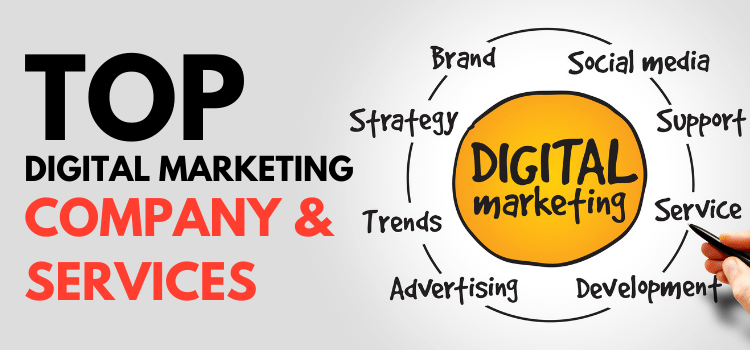 TOP
DIGITAL MARKETING
COMPANY &
SERVICES
Brand
Social media
Strategy
Support
DIGITAL
marketing
Trends
Service
Advertising
Development